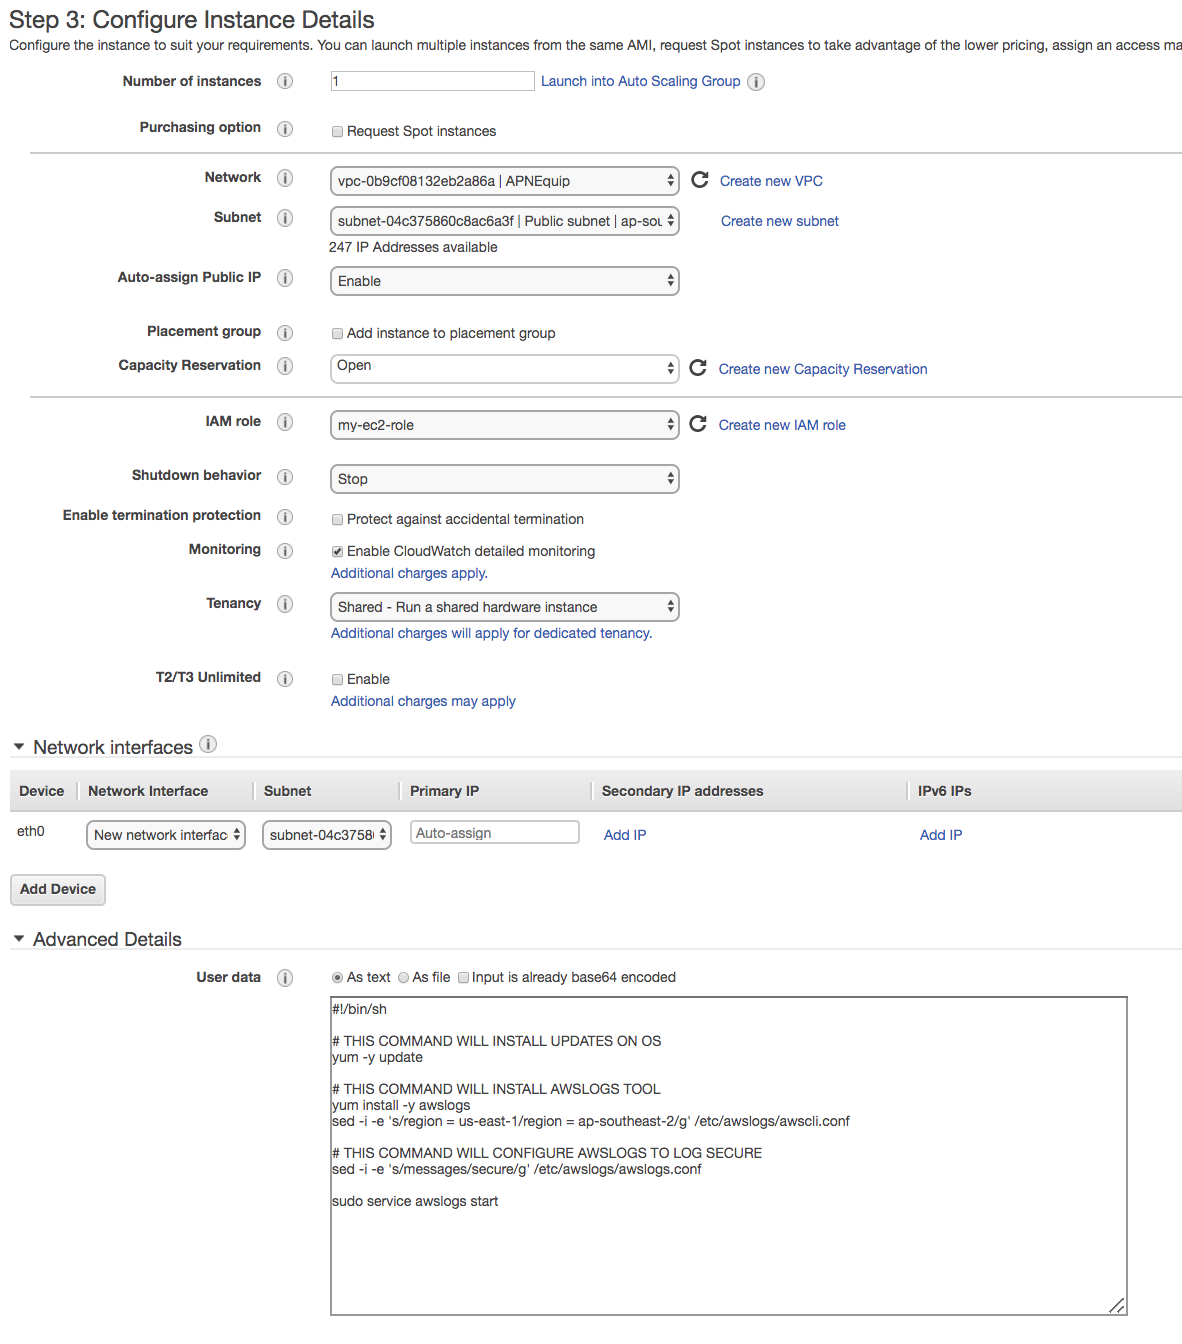 Step 3: Configure Instance Details
Configure the instance to suit your requirements. You can launch multiple instances from the same AMI, request Spot instances to take advantage of the lower pricing, assign an access ma
Number of instances i 1 Launch into Auto Scaling Group i
Purchasing option i Request Spot instances
Network i vpc-0b9cf08132eb2a86a | APNEquip Create new VPC
Subnet i subnet-04c375860c8ac6a3f | Public subnet | ap-sou Create new subnet
247 IP Addresses available
Auto-assign Public IP i Enable
Placement group i Add instance to placement group
Capacity Reservation i Open Create new Capacity Reservation
IAM role i my-ec2-role Create new IAM role
Shutdown behavior i Stop
Enable termination protection i Protect against accidental termination
Monitoring i Enable CloudWatch detailed monitoring
Additional charges apply.
Tenancy i Shared - Run a shared hardware instance
Additional charges will apply for dedicated tenancy.
T2/T3 Unlimited i Enable
Additional charges may apply
Network interfaces i
Device Network Interface Subnet Primary IP Secondary IP addresses IPv6 IPs
eth0 New network interfac subnet-04c3758 Auto-assign Add IP Add IP
Add Device
Advanced Details
User data i As text As file Input is already base64 encoded
#!/bin/sh
# THIS COMMAND WILL INSTALL UPDATES ON OS
yum -y update
# THIS COMMAND WILL INSTALL AWSLOGS TOOL
yum install -y awslogs
sed -i -e 's/region = us-east-1/region = ap-southeast-2/g' /etc/awslogs/awscli.conf
# THIS COMMAND WILL CONFIGURE AWSLOGS TO LOG SECURE
sed -i -e 's/messages/secure/g' /etc/awslogs/awslogs.conf
sudo service awslogs start